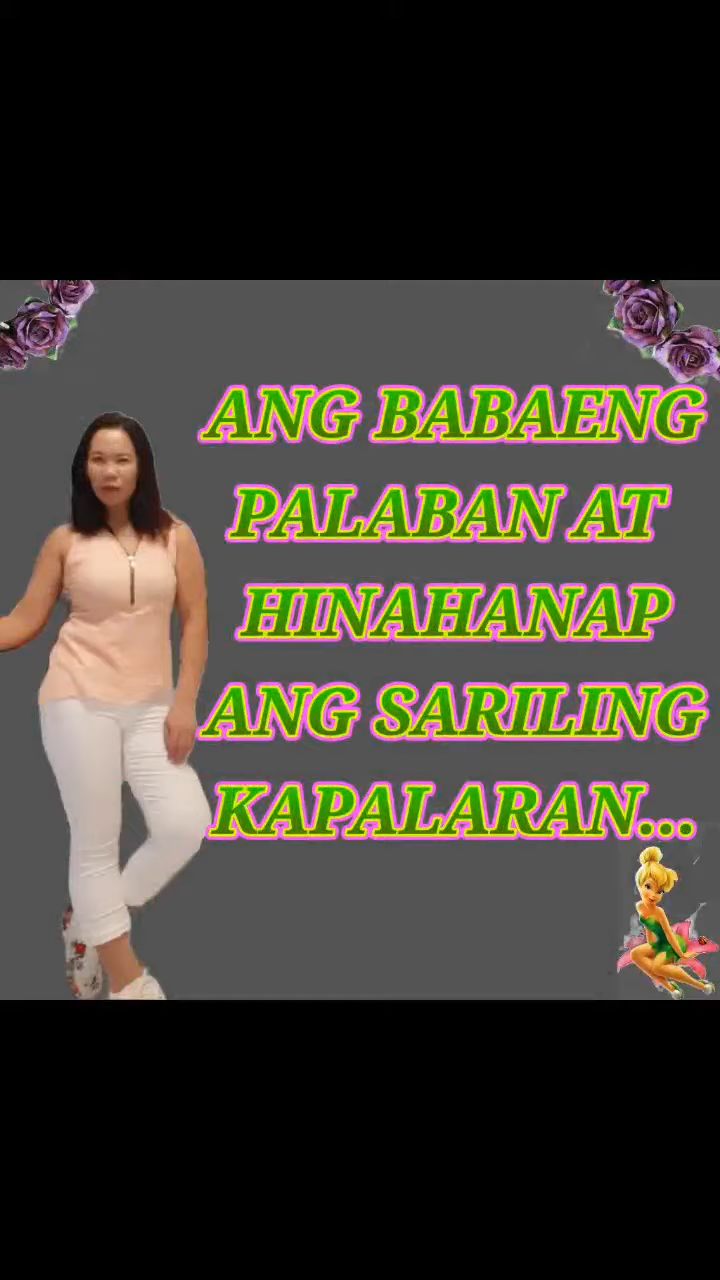 ANG BABAENG
PALABAN AT
HINAHANAP
ANG SARILING
KAPALARAN...